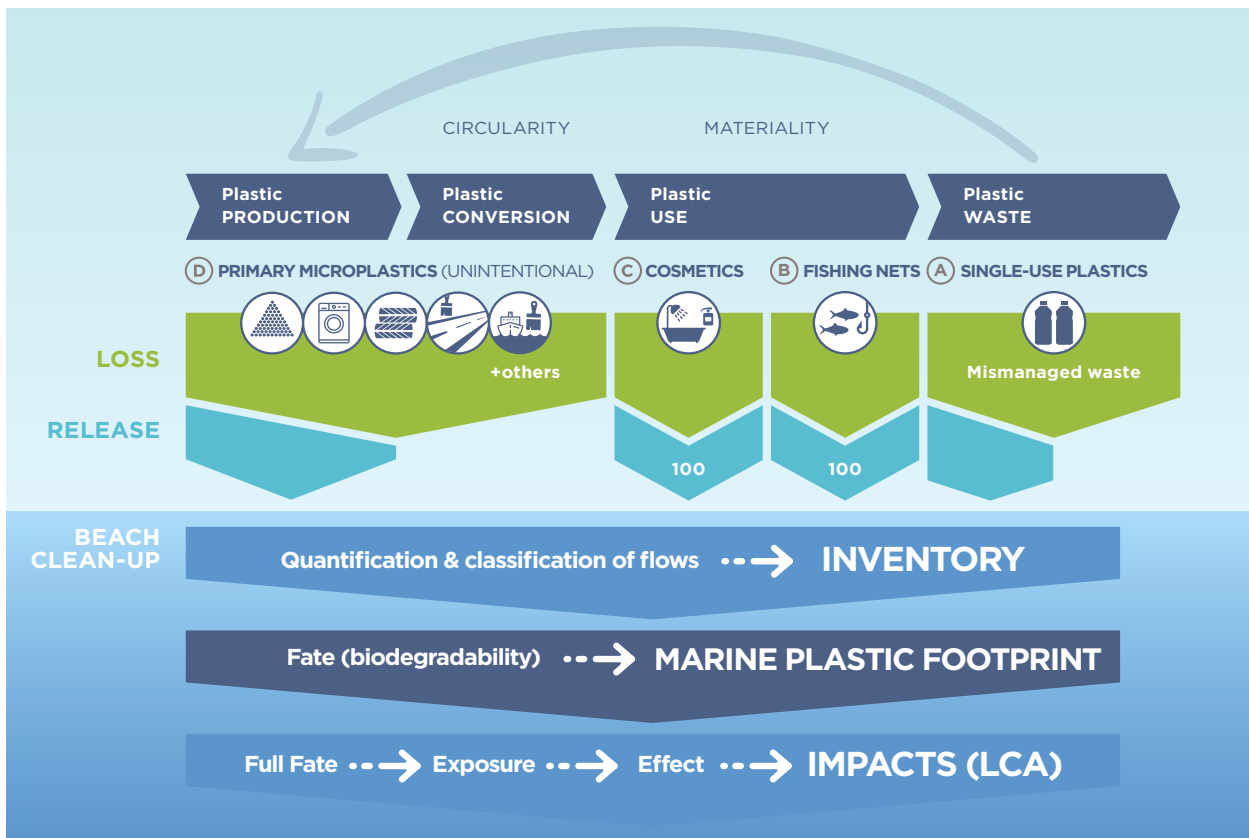 CIRCULARITY
MATERIALITY
Plastic
PRODUCTION
Plastic
CONVERSION
Plastic
USE
Plastic
WASTE
D PRIMARY MICROPLASTICS (UNINTENTIONAL)
C COSMETICS
B FISHING NETS
A SINGLE-USE PLASTICS
LOSS
+others
Mismanaged waste
RELEASE
100
100
BEACH
CLEAN-UP
Quantification & classification of flows
INVENTORY
Fate (biodegradability)
MARINE PLASTIC FOOTPRINT
Full Fate
Exposure
Effect
IMPACTS (LCA)